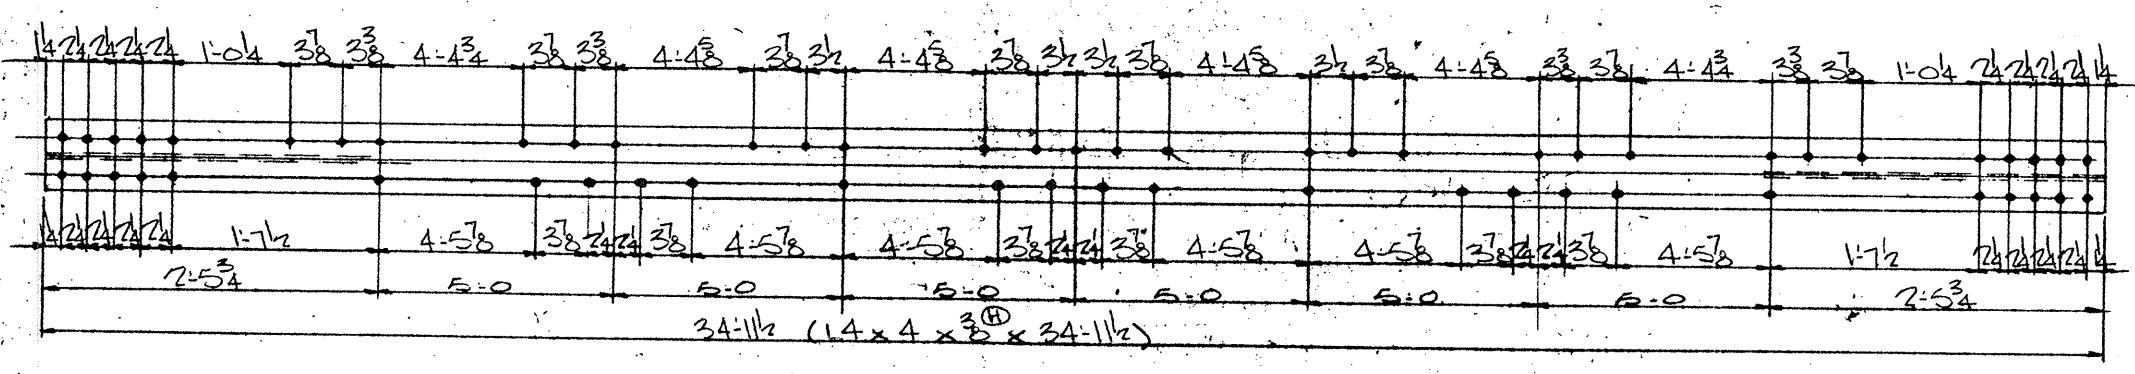 1¼ 2¼ 2¼ 2¼ 2¼ 1-0¼ 3⅞ 3⅜ 4-4¾ 3⅞ 3⅜ 4-4⅝ 3⅞ 3½ 4-4⅝ 3⅞ 3½ 3½ 3⅞ 4-4⅝ 3½ 3⅞ 4-4⅝ 3⅜ 3⅞ 4-4¾ 3⅜ 3⅞ 1-0¼ 2¼ 2¼ 2¼ 2¼ 1¼
1¼ 2¼ 2¼ 2¼ 2¼ 1-7½ 4-5⅞ 3⅞ 2¼ 2¼ 3⅞ 4-5⅞ 4-5⅞ 3⅞ 2¼ 2¼ 3⅞ 4-5⅞ 4-5⅞ 3⅞ 2¼ 2¼ 3⅞ 4-5⅞ 1-7½ 2¼ 2¼ 2¼ 2¼ 1¼
2-5¾ 5-0 5-0 5-0 5-0 5-0 5-0 2-5¾
34-11½ (L4 x 4 x ⅜ Ⓗ x 34-11½)